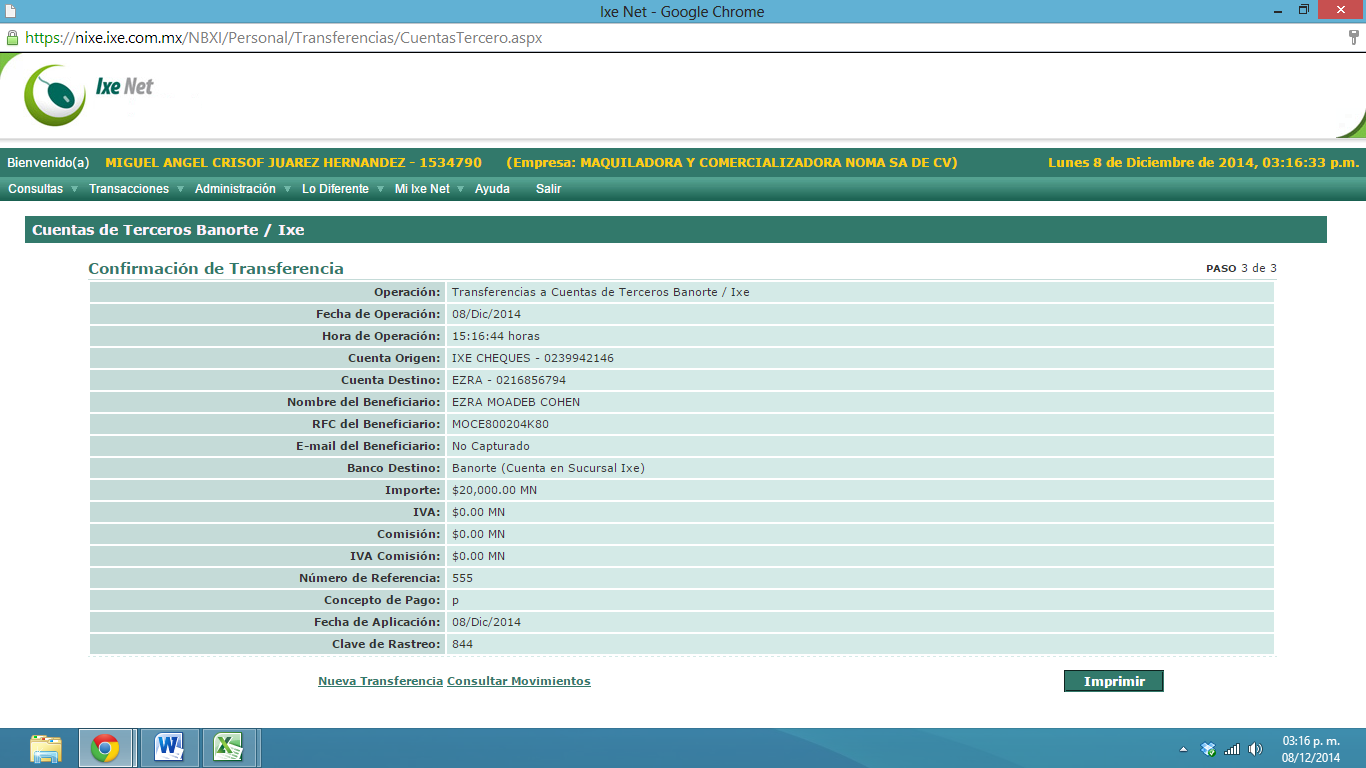 Ixe Net - Google Chrome
https://nixe.ixe.com.mx/NBXI/Personal/Transferencias/CuentasTercero.aspx
Ixe Net
Bienvenido(a) MIGUEL ANGEL CRISOF JUAREZ HERNANDEZ - 1534790 (Empresa: MAQUILADORA Y COMERCIALIZADORA NOMA SA DE CV) Lunes 8 de Diciembre de 2014, 03:16:33 p.m.
Consultas Transacciones Administración Lo Diferente Mi Ixe Net Ayuda Salir
Cuentas de Terceros Banorte / Ixe
Confirmación de Transferencia PASO 3 de 3
Operación: Transferencias a Cuentas de Terceros Banorte / Ixe
Fecha de Operación: 08/Dic/2014
Hora de Operación: 15:16:44 horas
Cuenta Origen: IXE CHEQUES - 0239942146
Cuenta Destino: EZRA - 0216856794
Nombre del Beneficiario: EZRA MOADEB COHEN
RFC del Beneficiario: MOCE800204K80
E-mail del Beneficiario: No Capturado
Banco Destino: Banorte (Cuenta en Sucursal Ixe)
Importe: $20,000.00 MN
IVA: $0.00 MN
Comisión: $0.00 MN
IVA Comisión: $0.00 MN
Número de Referencia: 555
Concepto de Pago: p
Fecha de Aplicación: 08/Dic/2014
Clave de Rastreo: 844
Nueva Transferencia Consultar Movimientos Imprimir
03:16 p. m.
08/12/2014